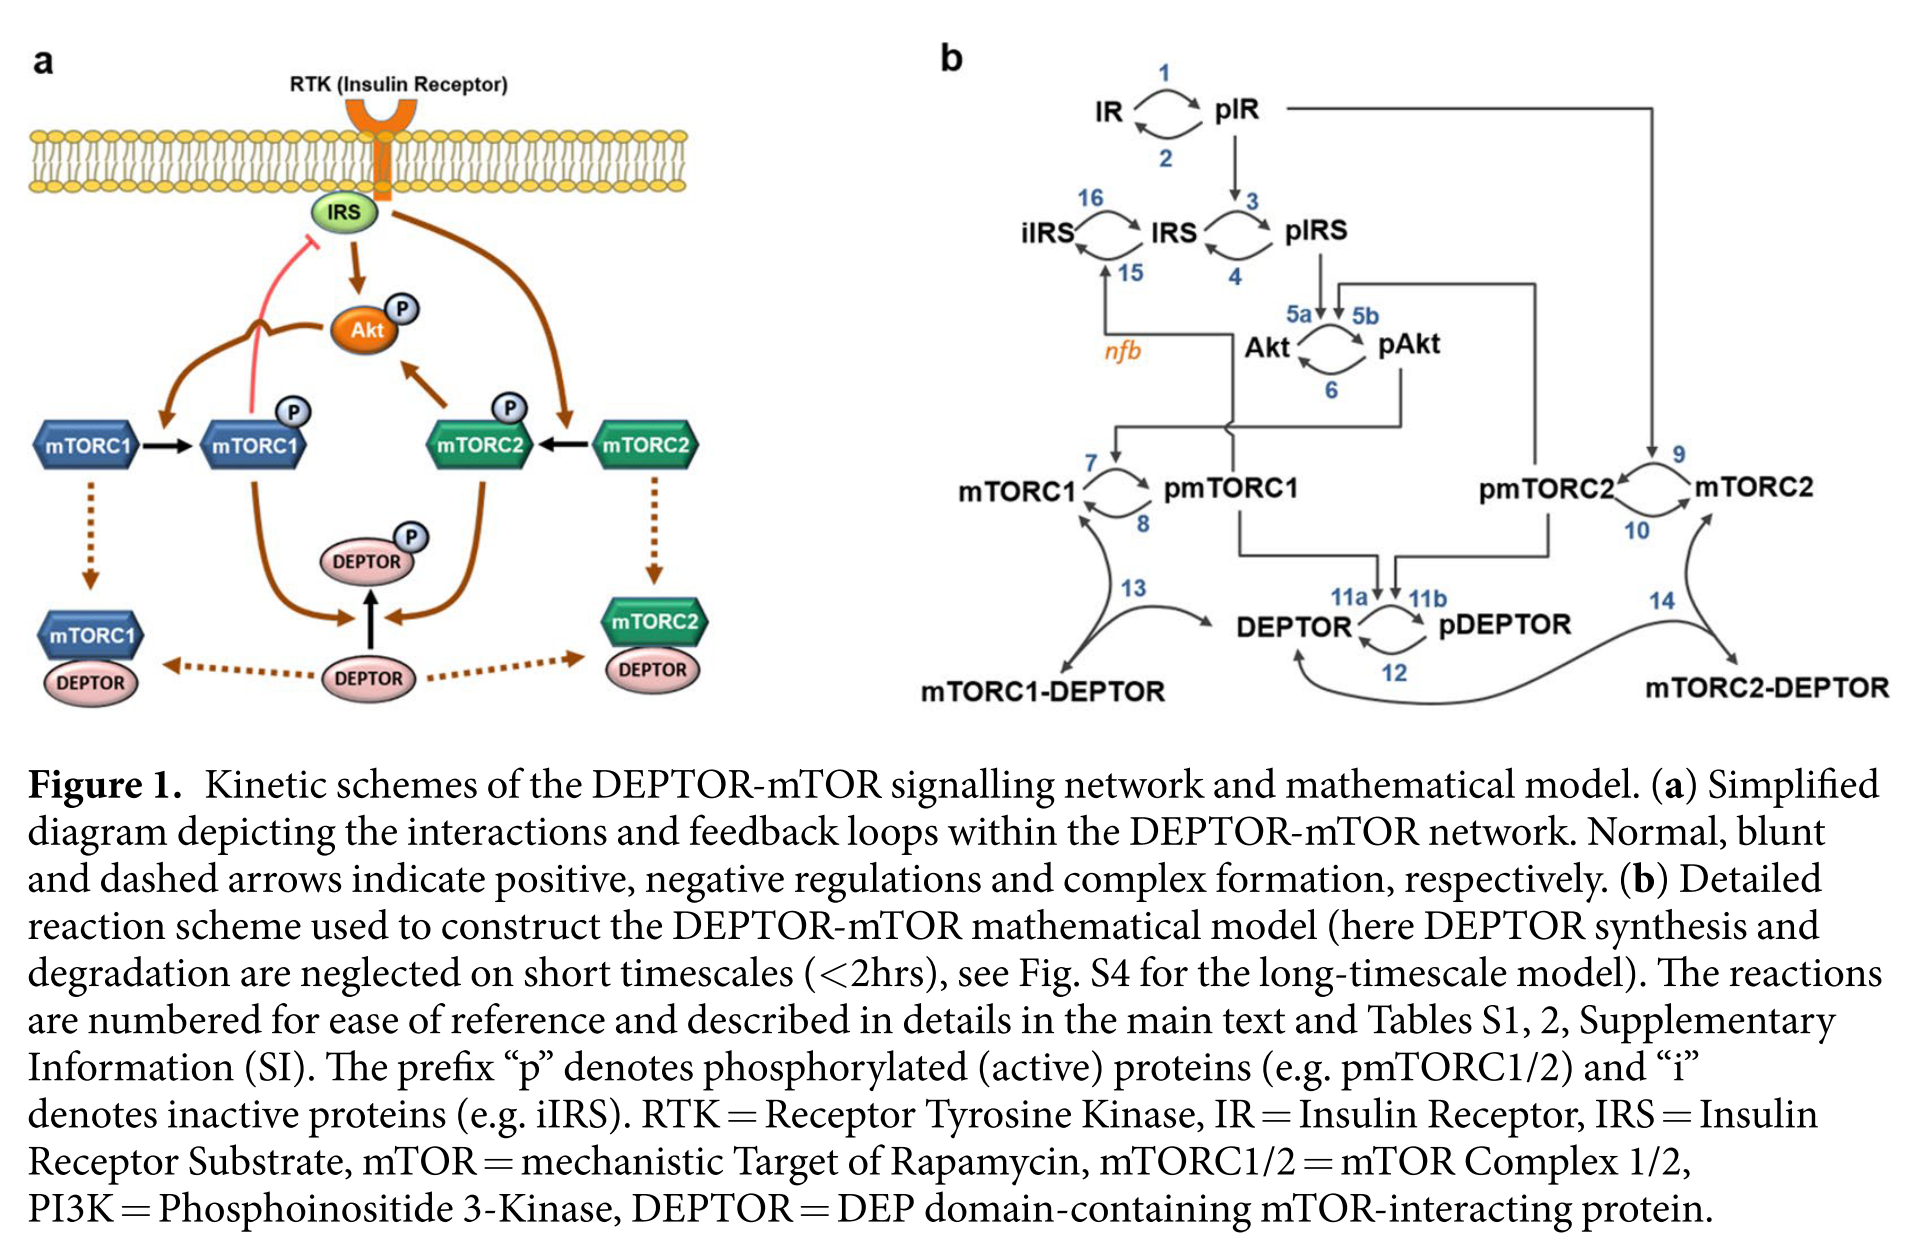 a
RTK (Insulin Receptor)
IRS
P
Akt
P
P
mTORC1
mTORC1
mTORC2
mTORC2
P
DEPTOR
mTORC1
DEPTOR
DEPTOR
mTORC2
DEPTOR
b
1
IR
pIR
2
16
3
iIRS
IRS
pIRS
15
4
5a
5b
nfb
Akt
pAkt
6
7
9
mTORC1
pmTORC1
pmTORC2
mTORC2
8
10
13
11a
11b
14
DEPTOR
pDEPTOR
12
mTORC1-DEPTOR
mTORC2-DEPTOR
Figure 1. Kinetic schemes of the DEPTOR-mTOR signalling network and mathematical model. (a) Simplified
diagram depicting the interactions and feedback loops within the DEPTOR-mTOR network. Normal, blunt
and dashed arrows indicate positive, negative regulations and complex formation, respectively. (b) Detailed
reaction scheme used to construct the DEPTOR-mTOR mathematical model (here DEPTOR synthesis and
degradation are neglected on short timescales (<2hrs), see Fig. S4 for the long-timescale model). The reactions
are numbered for ease of reference and described in details in the main text and Tables S1, 2, Supplementary
Information (SI). The prefix “p” denotes phosphorylated (active) proteins (e.g. pmTORC1/2) and “i”
denotes inactive proteins (e.g. iIRS). RTK = Receptor Tyrosine Kinase, IR = Insulin Receptor, IRS = Insulin
Receptor Substrate, mTOR = mechanistic Target of Rapamycin, mTORC1/2 = mTOR Complex 1/2,
PI3K = Phosphoinositide 3-Kinase, DEPTOR = DEP domain-containing mTOR-interacting protein.